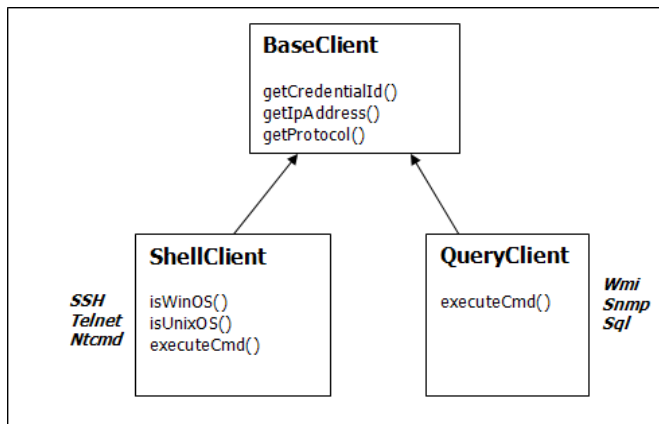 BaseClient
getCredentialId()
getIpAddress()
getProtocol()
ShellClient
isWinOS()
isUnixOS()
executeCmd()
SSH
Telnet
Ntcmd
QueryClient
executeCmd()
Wmi
Snmp
Sql